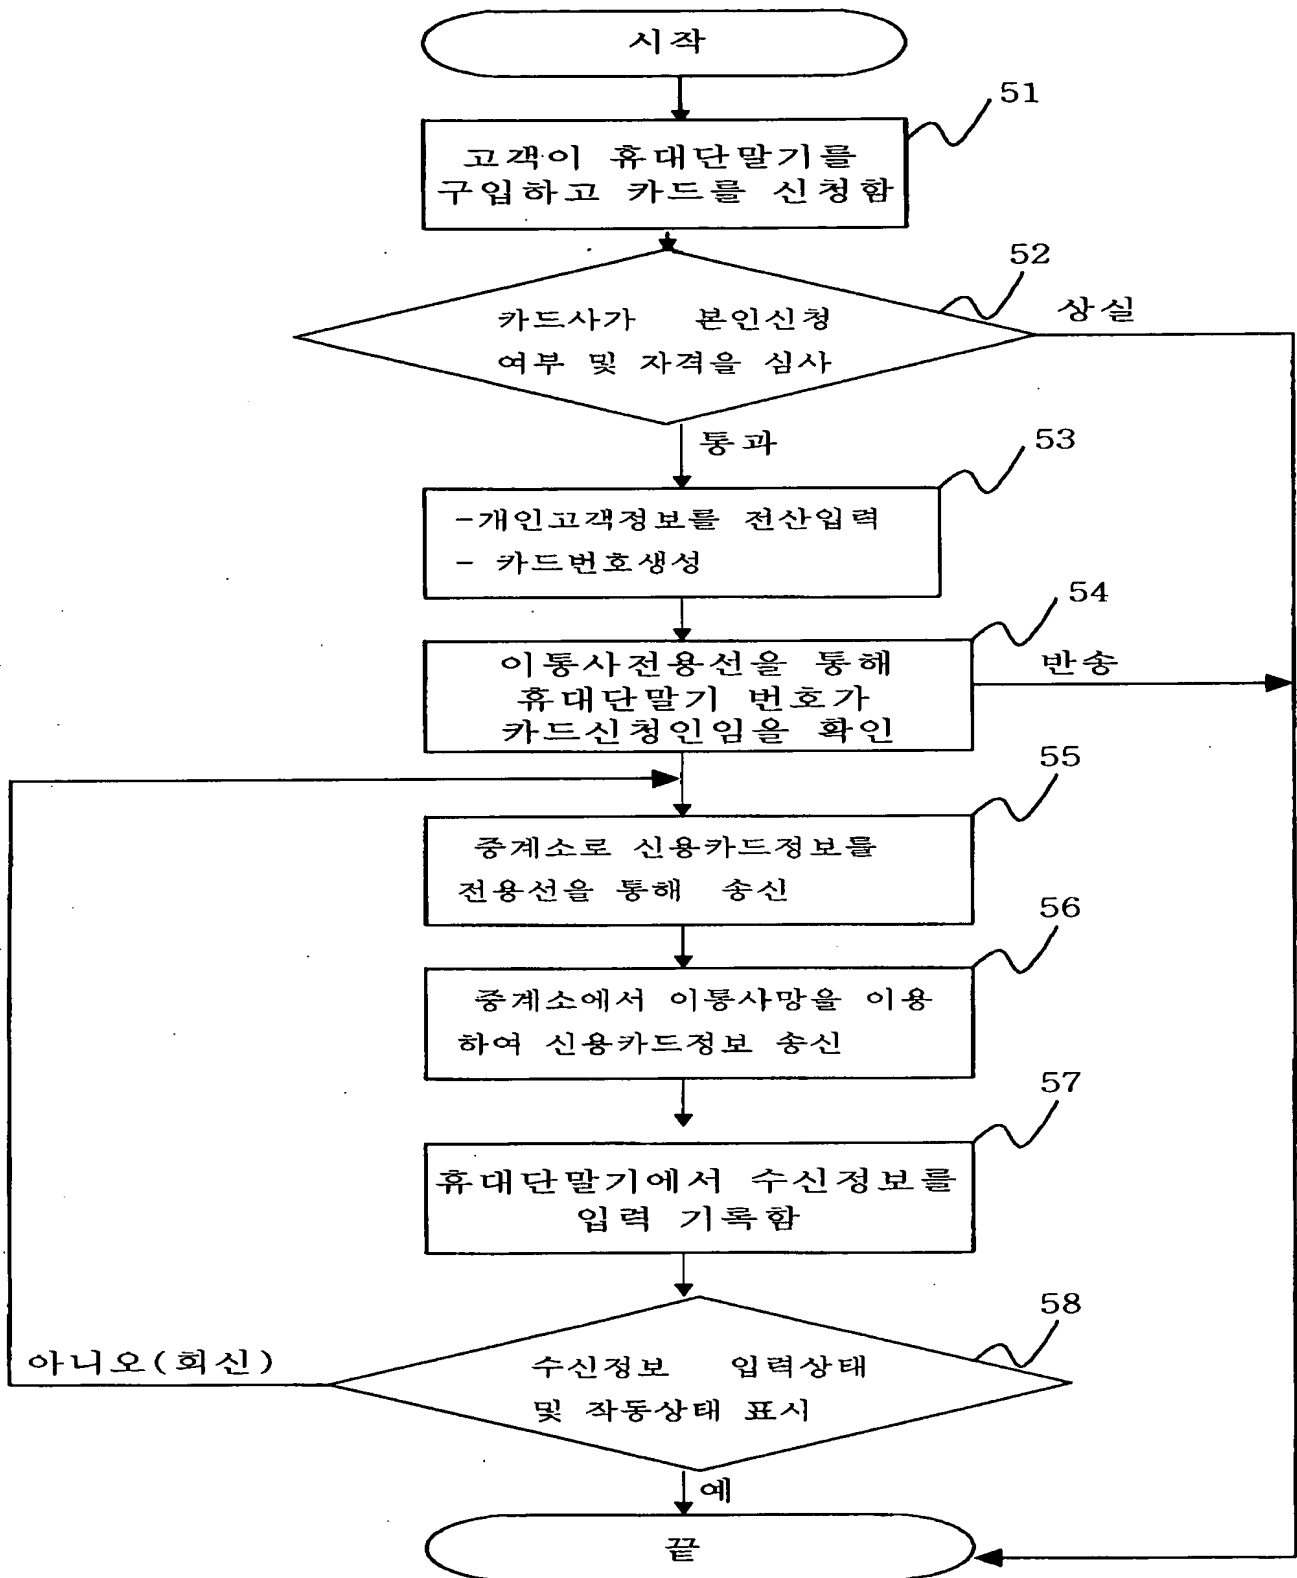 시작
51
고객이 휴대단말기를
구입하고 카드를 신청함
52
상실
카드사가 본인신청
여부 및 자격을 심사
통과
53
-개인고객정보를 전산입력
- 카드번호생성
54
이통사전용선을 통해
휴대단말기 번호가
카드신청인임을 확인
반송
55
중계소로 신용카드정보를
전용선을 통해 송신
56
중계소에서 이통사망을 이용
하여 신용카드정보 송신
57
휴대단말기에서 수신정보를
입력 기록함
58
아니오(회신)
수신정보 입력상태
및 작동상태 표시
예
끝